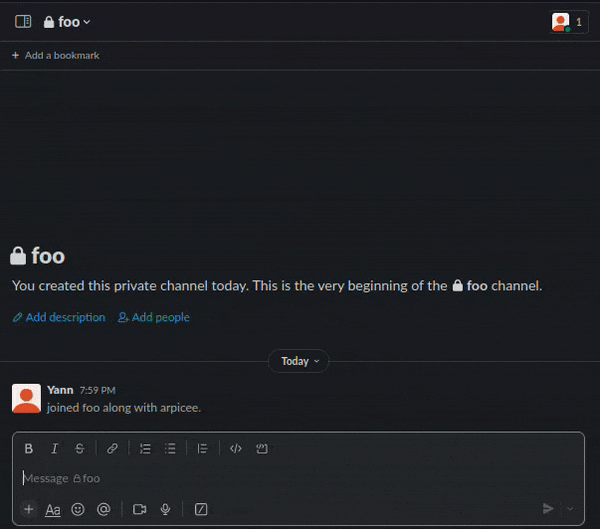 foo
1
+ Add a bookmark
foo
You created this private channel today. This is the very beginning of the foo channel.
Add description Add people
Today
Yann 7:59 PM
joined foo along with arpicee.
B I S
Message foo
+ Aa @